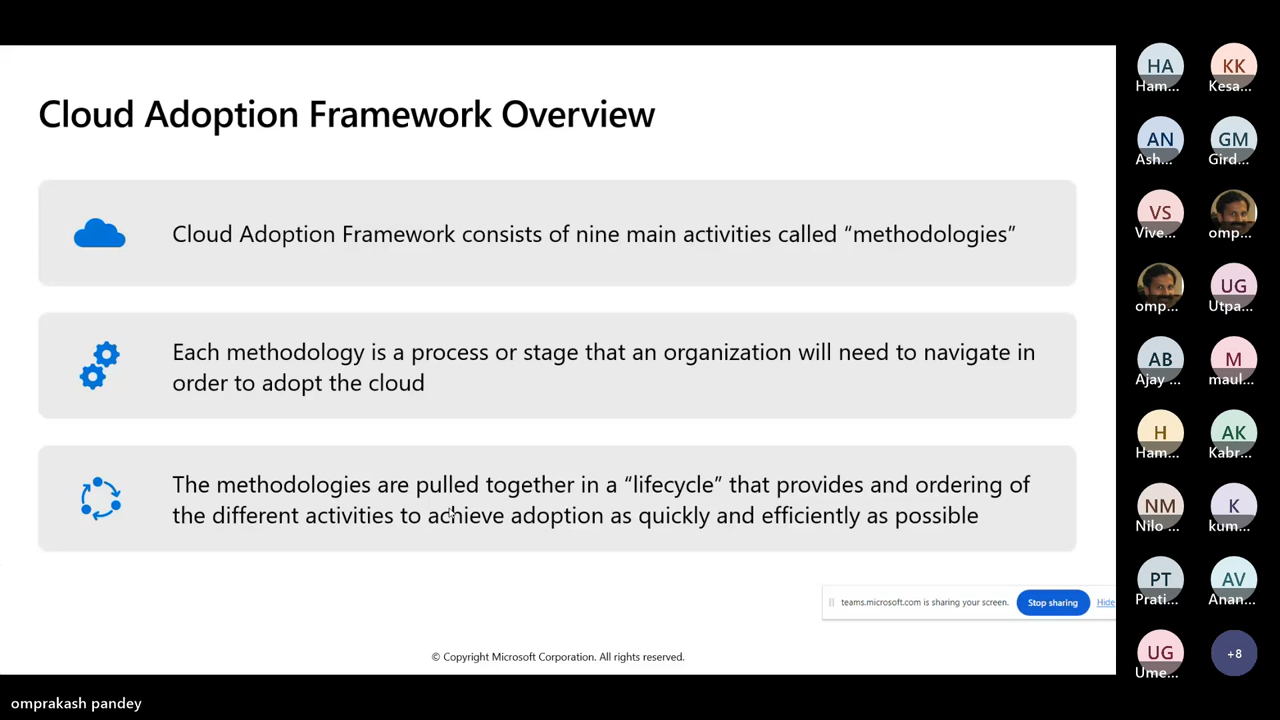 Cloud Adoption Framework Overview
Cloud Adoption Framework consists of nine main activities called “methodologies”
Each methodology is a process or stage that an organization will need to navigate in
order to adopt the cloud
The methodologies are pulled together in a “lifecycle” that provides and ordering of
the different activities to achieve adoption as quickly and efficiently as possible
teams.microsoft.com is sharing your screen. Stop sharing Hide
© Copyright Microsoft Corporation. All rights reserved.
omprakash pandey
HA KK
Ham... Kesa...
AN GM
Ash... Gird...
VS
Vive... omp...
UG
omp... Utpa...
AB M
Ajay ... maul...
H AK
Ham... Kabr...
NM K
Nilo ... kum...
PT AV
Prati... Anan...
UG +8
Ume...